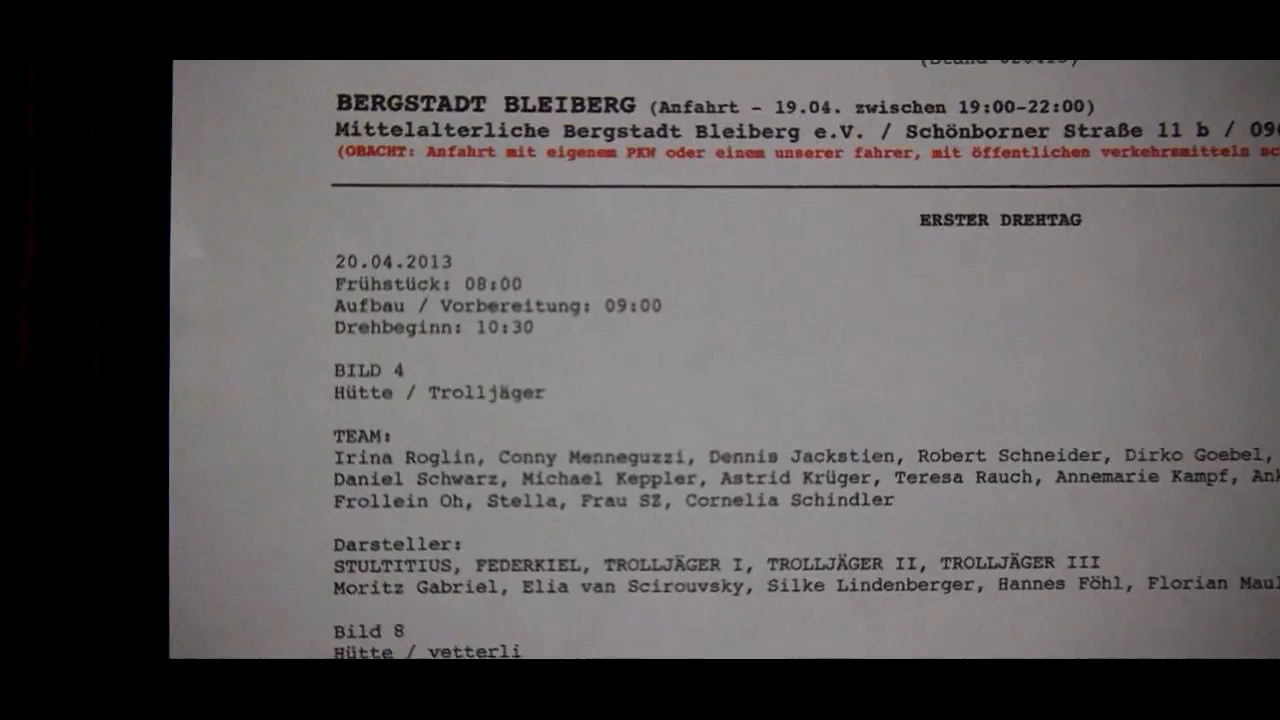 BERGSTADT BLEIBERG (Anfahrt - 19.04. zwischen 19:00-22:00)
Mittelalterliche Bergstadt Bleiberg e.V. / Schönborner Straße 11 b /
(OBACHT: Anfahrt mit eigenem PKW oder einem unserer fahrer, mit öffentlichen verkehrsmitteln
ERSTER DREHTAG
20.04.2013
Frühstück: 08:00
Aufbau / Vorbereitung: 09:00
Drehbeginn: 10:30
BILD 4
Hütte / Trolljäger
TEAM:
Irina Roglin, Conny Menneguzzi, Dennis Jackstien, Robert Schneider, Dirko Goebel,
Daniel Schwarz, Michael Keppler, Astrid Krüger, Teresa Rauch, Annemarie Kampf,
Frollein Oh, Stella, Frau SZ, Cornelia Schindler
Darsteller:
STULTITIUS, FEDERKIEL, TROLLJÄGER I, TROLLJÄGER II, TROLLJÄGER III
Moritz Gabriel, Elia van Scirouvsky, Silke Lindenberger, Hannes Föhl, Florian
Bild 8
Hütte / vetterli